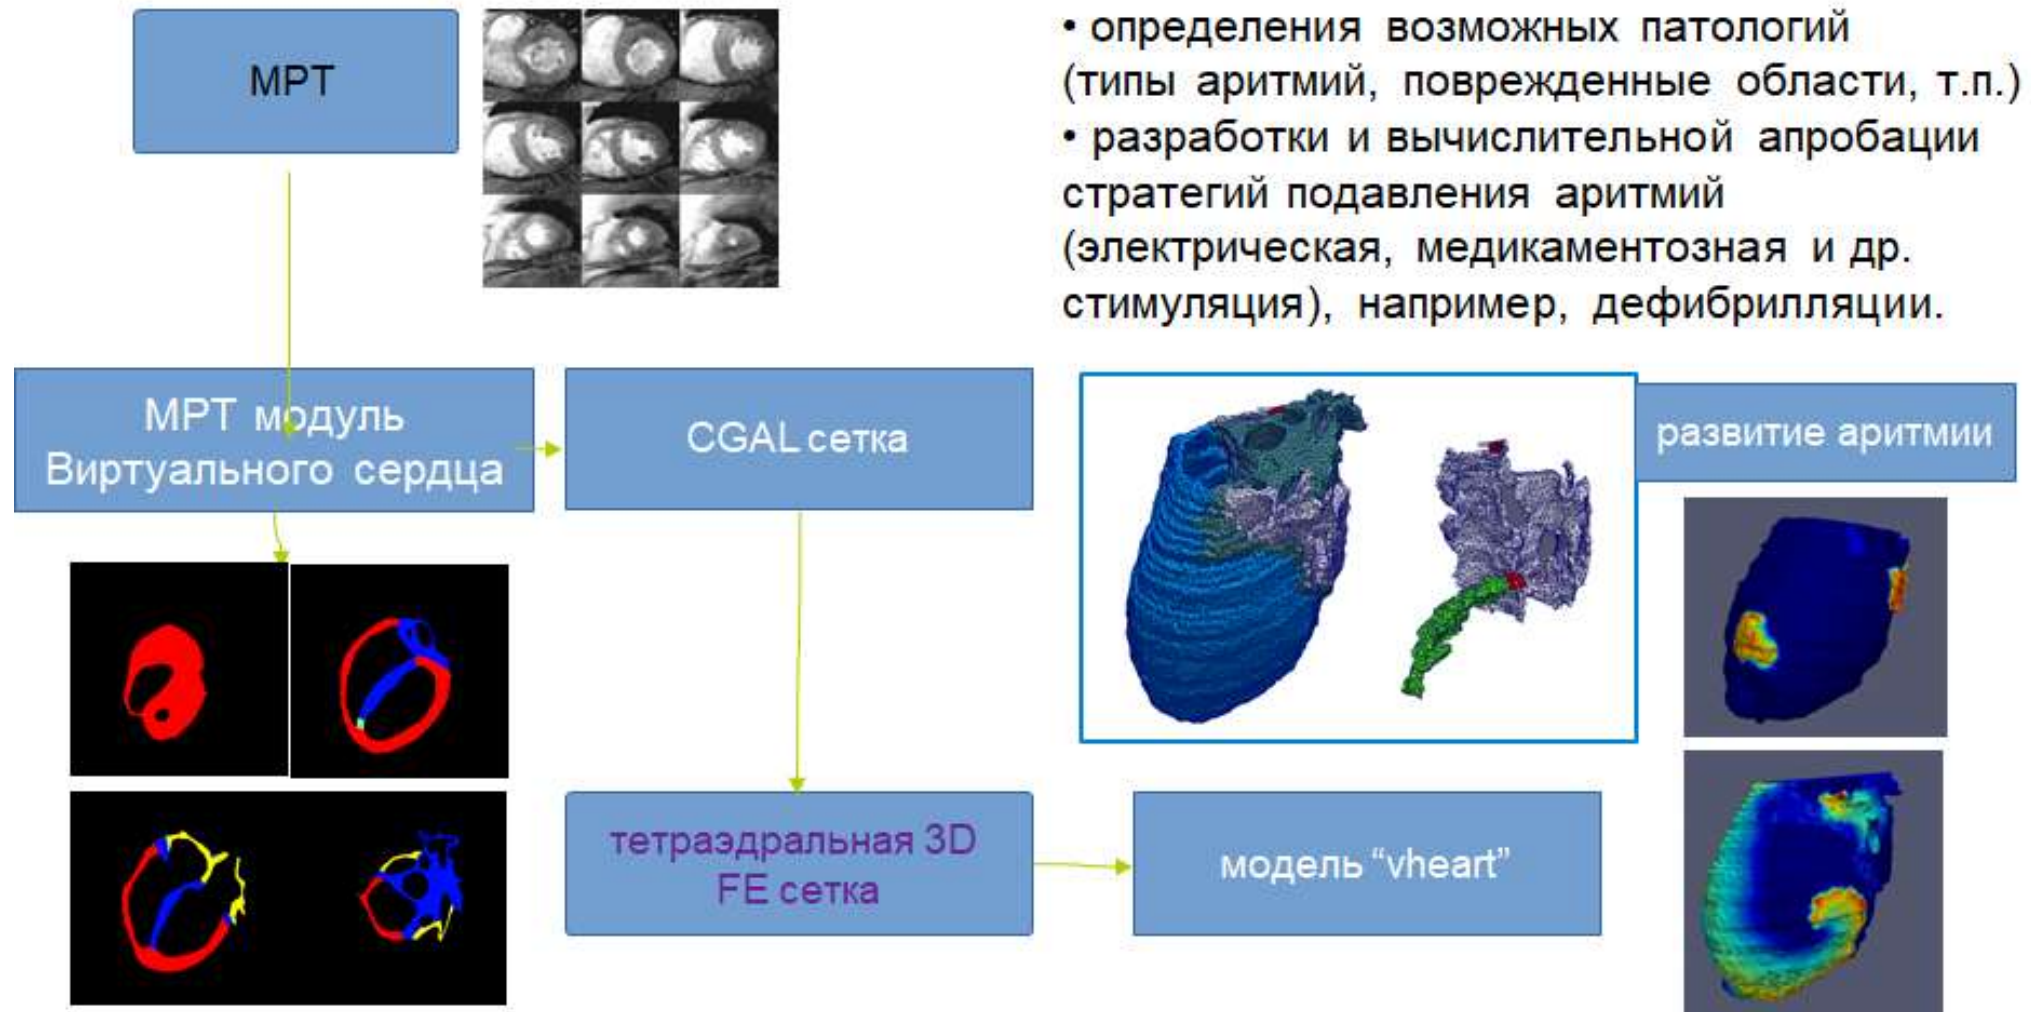 МРТ
• определения возможных патологий
(типы аритмий, поврежденные области, т.п.)
• разработки и вычислительной апробации
стратегий подавления аритмий
(электрическая, медикаментозная и др.
стимуляция), например, дефибрилляции.
МРТ модуль
Виртуального сердца
CGAL сетка
развитие аритмии
тетраэдральная 3D
FE сетка
модель “vheart”